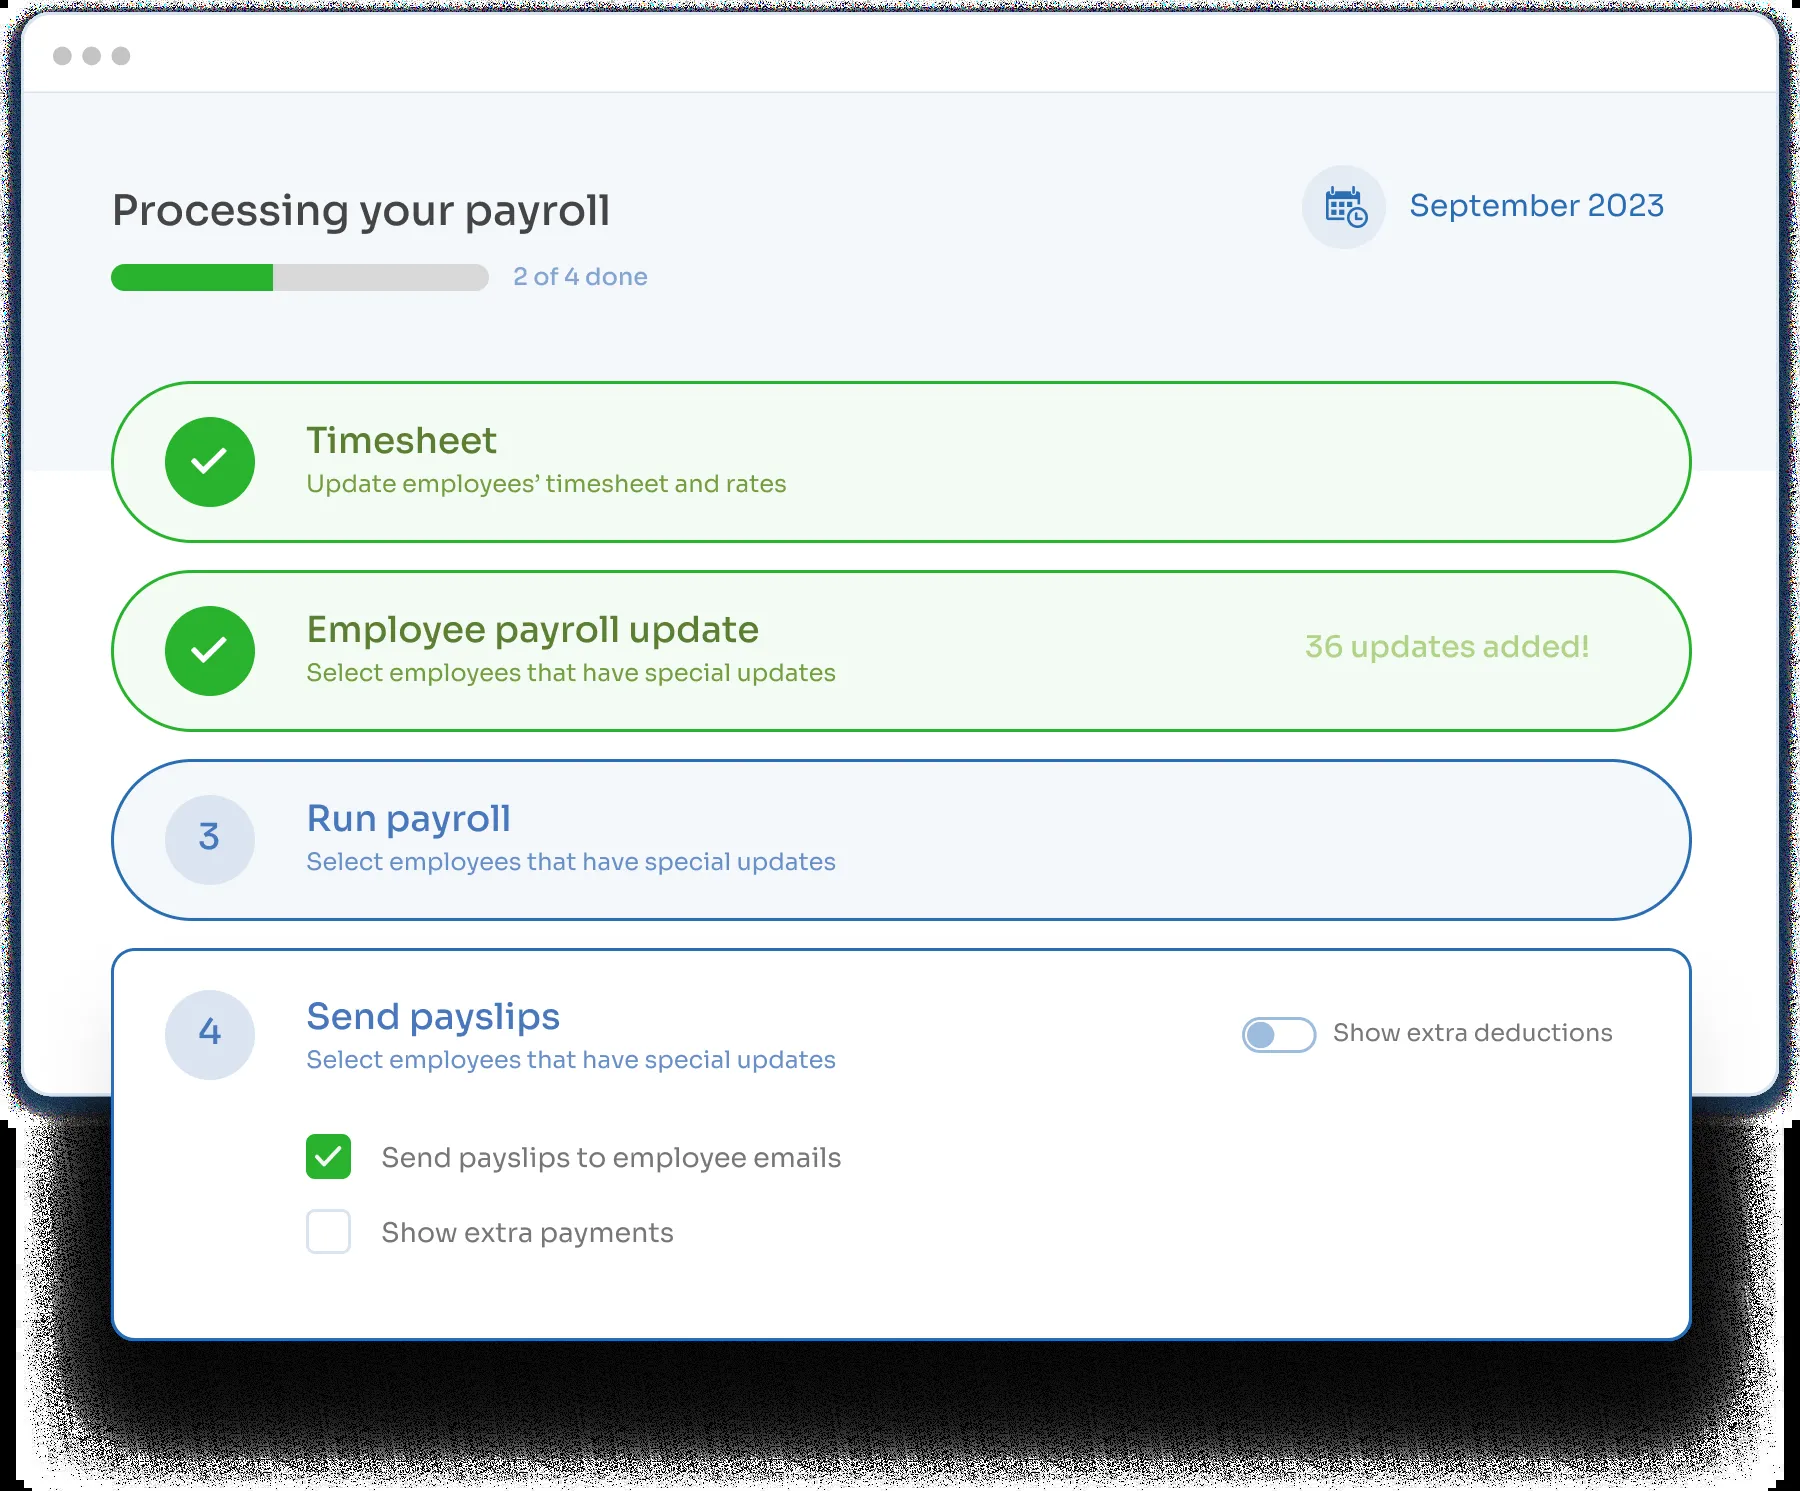 Processing your payroll
September 2023
2 of 4 done
Timesheet
Update employees’ timesheet and rates
Employee payroll update
Select employees that have special updates
36 updates added!
3
Run payroll
Select employees that have special updates
4
Send payslips
Select employees that have special updates
Show extra deductions
Send payslips to employee emails
Show extra payments